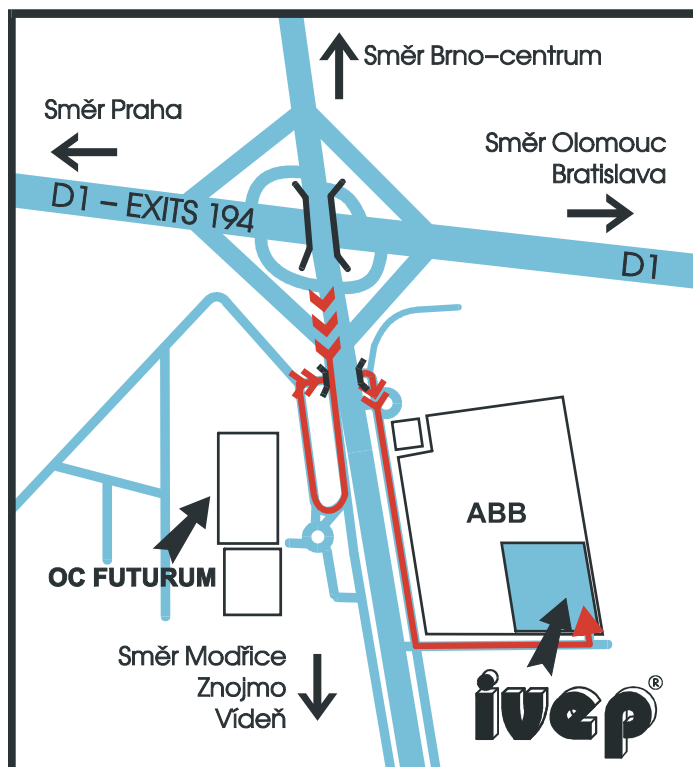 Směr Brno-centrum
Směr Praha
Směr Olomouc
Bratislava
D1 – EXITS 194
D1
ABB
OC FUTURUM
Směr Modřice
Znojmo
Vídeň
ivep®